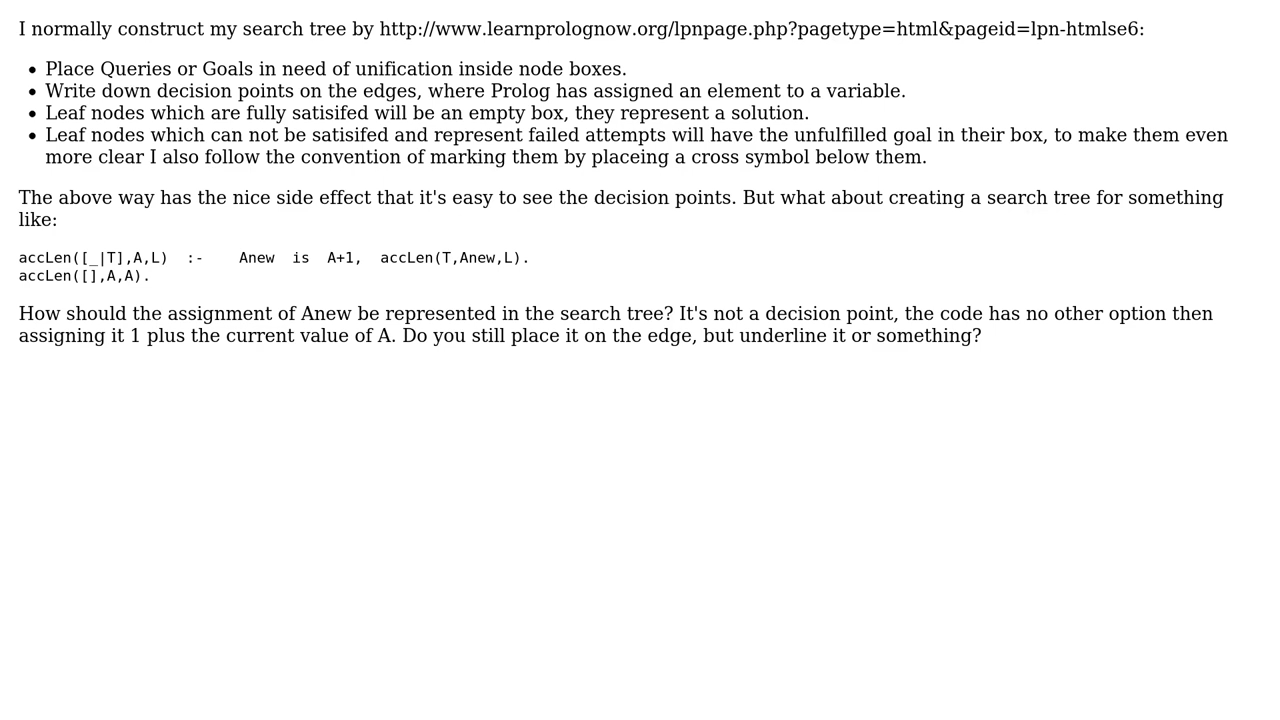 I normally construct my search tree by http://www.learnprolognow.org/lpnpage.php?pagetype=html&pageid=lpn-htmlse6:
• Place Queries or Goals in need of unification inside node boxes.
• Write down decision points on the edges, where Prolog has assigned an element to a variable.
• Leaf nodes which are fully satisifed will be an empty box, they represent a solution.
• Leaf nodes which can not be satisifed and represent failed attempts will have the unfulfilled goal in their box, to make them even
more clear I also follow the convention of marking them by placeing a cross symbol below them.
The above way has the nice side effect that it's easy to see the decision points. But what about creating a search tree for something
like:
accLen([_|T],A,L)  :-    Anew  is  A+1,  accLen(T,Anew,L).
accLen([],A,A).
How should the assignment of Anew be represented in the search tree? It's not a decision point, the code has no other option then
assigning it 1 plus the current value of A. Do you still place it on the edge, but underline it or something?